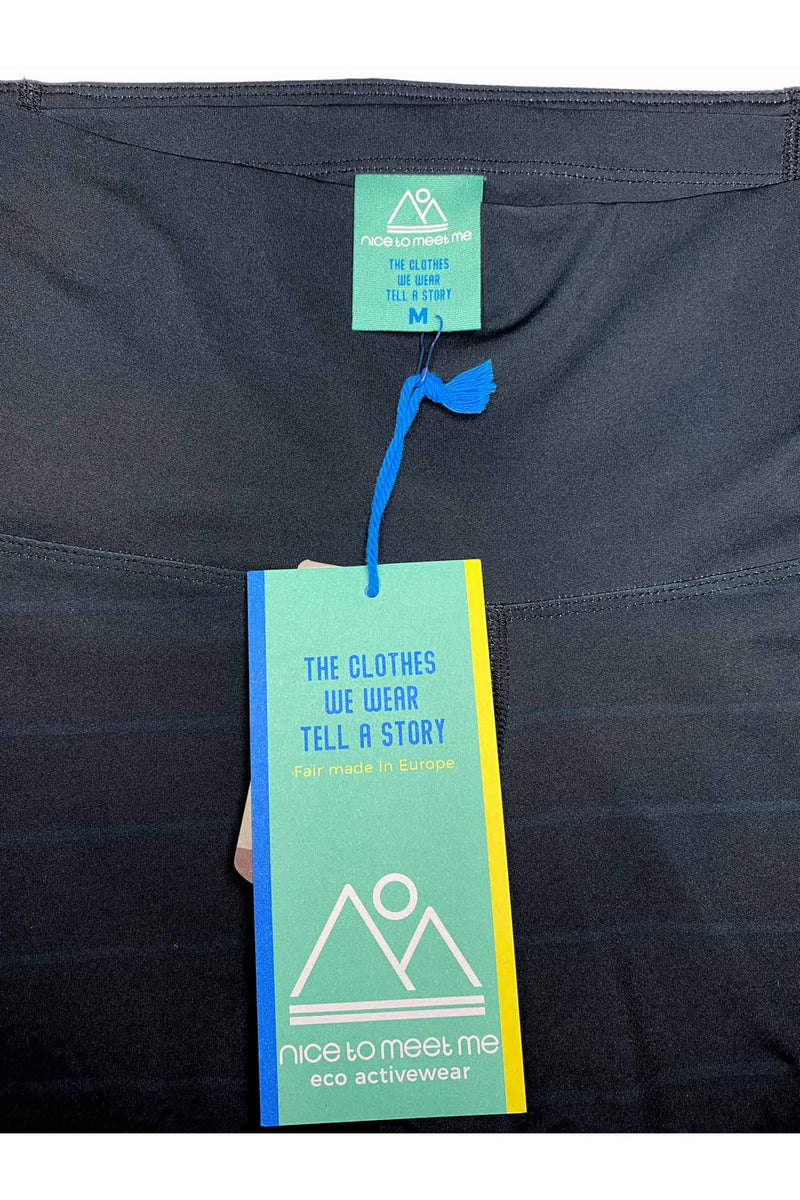 nice to meet me
THE CLOTHES
WE WEAR
TELL A STORY
M
THE CLOTHES
WE WEAR
TELL A STORY
Fair made in Europe
nice to meet me
eco activewear